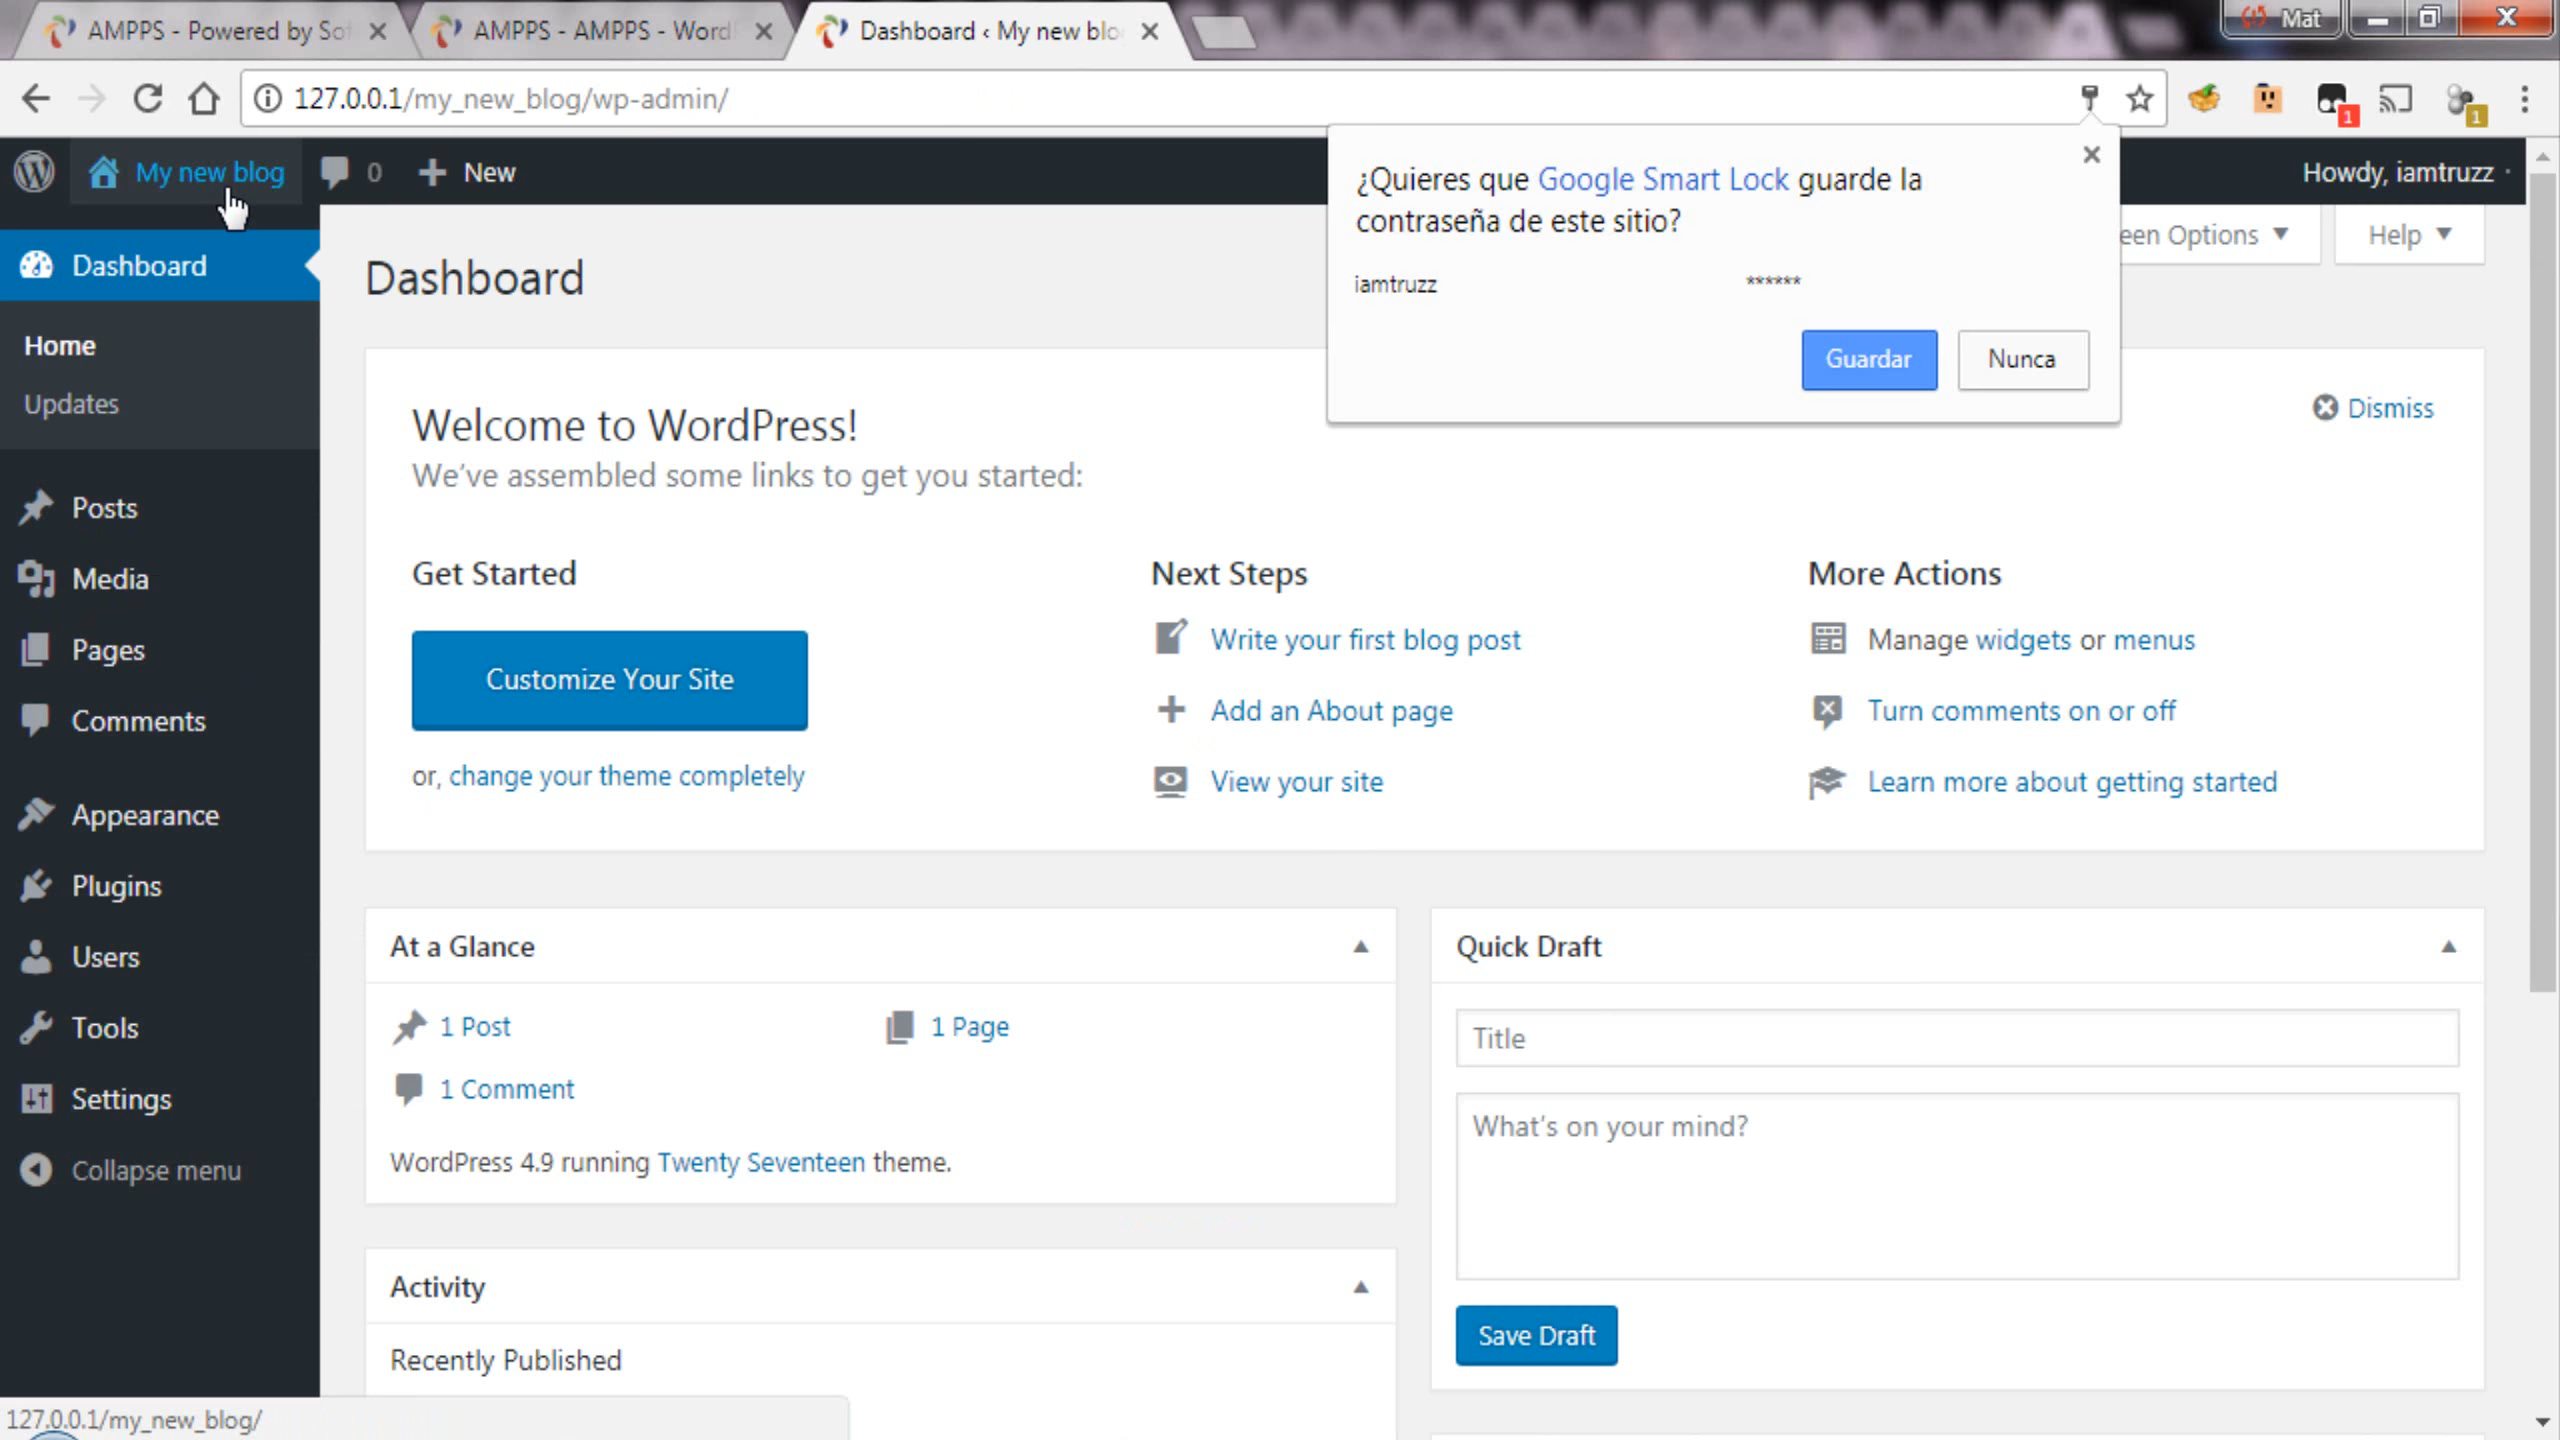 AMPPS - Powered by Sof
AMPPS - AMPPS - Word
Dashboard ‹ My new blo
Mat
127.0.0.1/my_new_blog/wp-admin/
1
1
My new blog
0
New
Howdy, iamtruzz
¿Quieres que Google Smart Lock guarde la
contraseña de este sitio?
iamtruzz ******
Guardar
Nunca
een Options
Help
Dashboard
Home
Updates
Posts
Media
Pages
Comments
Appearance
Plugins
Users
Tools
Settings
Collapse menu
Dashboard
Welcome to WordPress!
We've assembled some links to get you started:
Dismiss
Get Started
Customize Your Site
or, change your theme completely
Next Steps
Write your first blog post
Add an About page
View your site
More Actions
Manage widgets or menus
Turn comments on or off
Learn more about getting started
At a Glance
1 Post
1 Page
1 Comment
WordPress 4.9 running Twenty Seventeen theme.
Activity
Recently Published
Quick Draft
Title
What's on your mind?
Save Draft
127.0.0.1/my_new_blog/